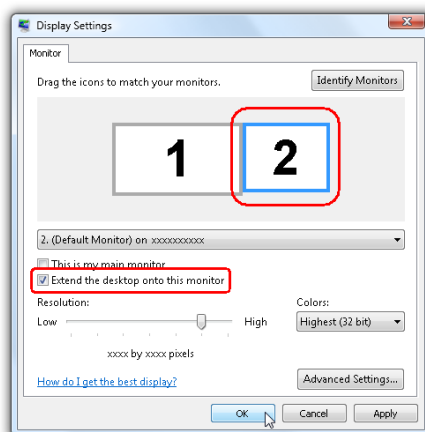 Display Settings
Monitor
Drag the icons to match your monitors.
Identify Monitors
1
2
2. (Default Monitor) on xxxxxxxxxx
This is my main monitor
Extend the desktop onto this monitor
Resolution:
Colors:
Low
High
Highest (32 bit)
xxxx by xxxx pixels
How do I get the best display?
Advanced Settings...
OK
Cancel
Apply